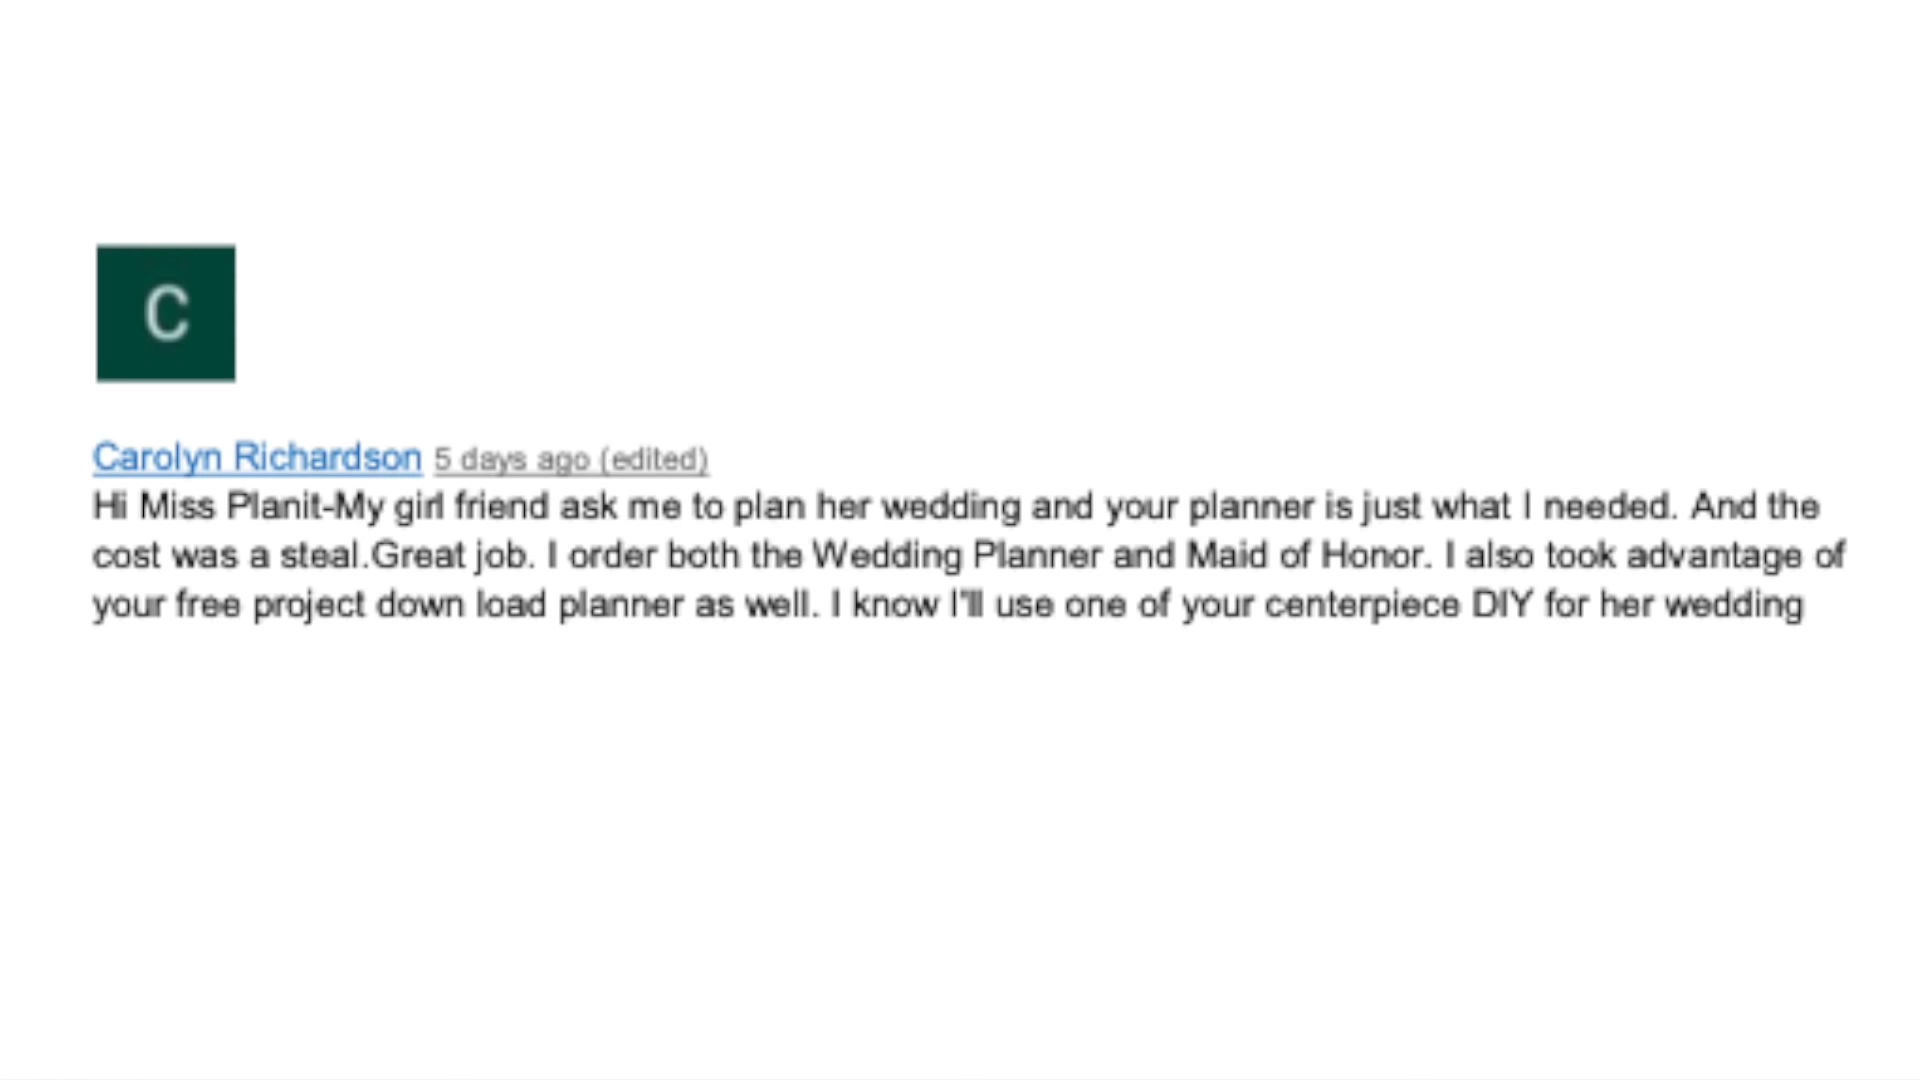 C
Carolyn Richardson 5 days ago (edited)
Hi Miss Planit-My girl friend ask me to plan her wedding and your planner is just what I needed. And the
cost was a steal.Great job. I order both the Wedding Planner and Maid of Honor. I also took advantage of
your free project down load planner as well. I know I'll use one of your centerpiece DIY for her wedding